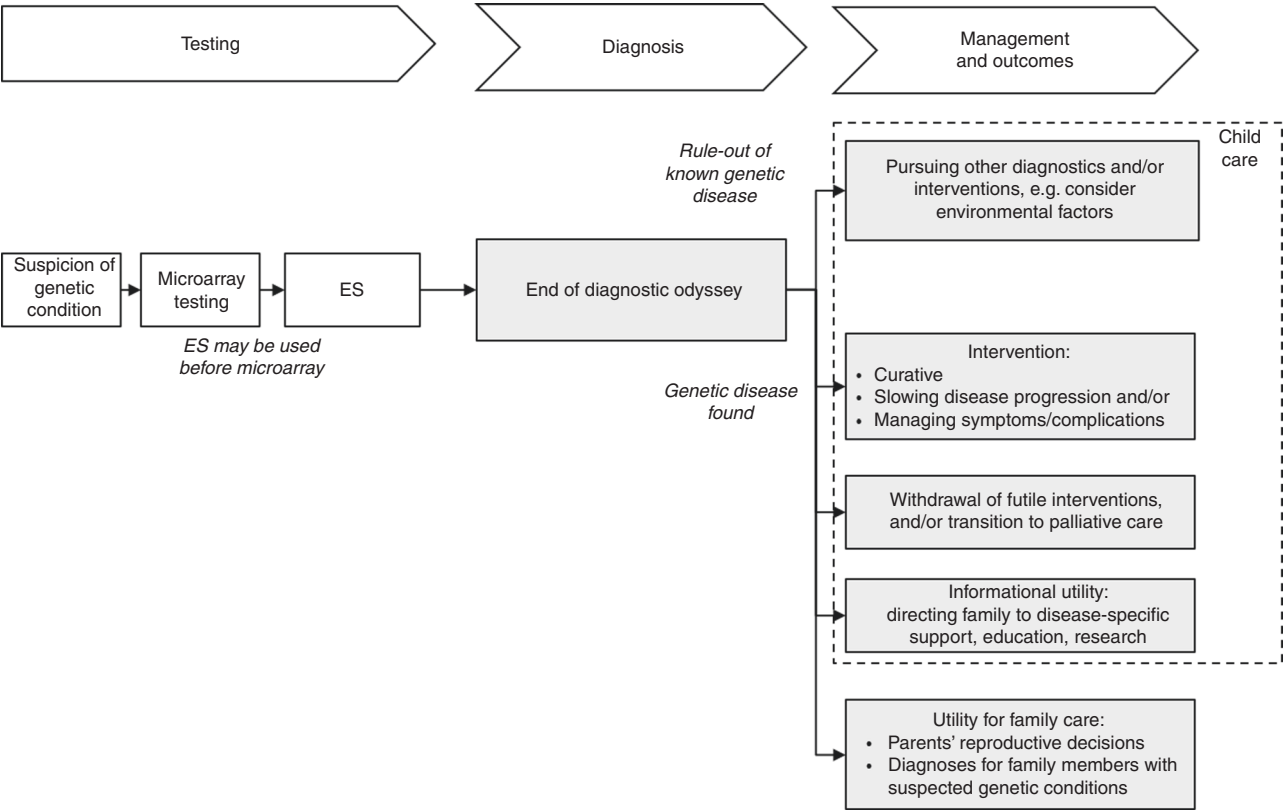 Testing
Diagnosis
Management
and outcomes
Child
care
Rule-out of
known genetic
disease
Pursuing other diagnostics and/or
interventions, e.g. consider
environmental factors
Suspicion of
genetic
condition
Microarray
testing
ES
End of diagnostic odyssey
ES may be used
before microarray
Genetic disease
found
Intervention:
• Curative
• Slowing disease progression and/or
• Managing symptoms/complications
Withdrawal of futile interventions,
and/or transition to palliative care
Informational utility:
directing family to disease-specific
support, education, research
Utility for family care:
• Parents’ reproductive decisions
• Diagnoses for family members with
suspected genetic conditions